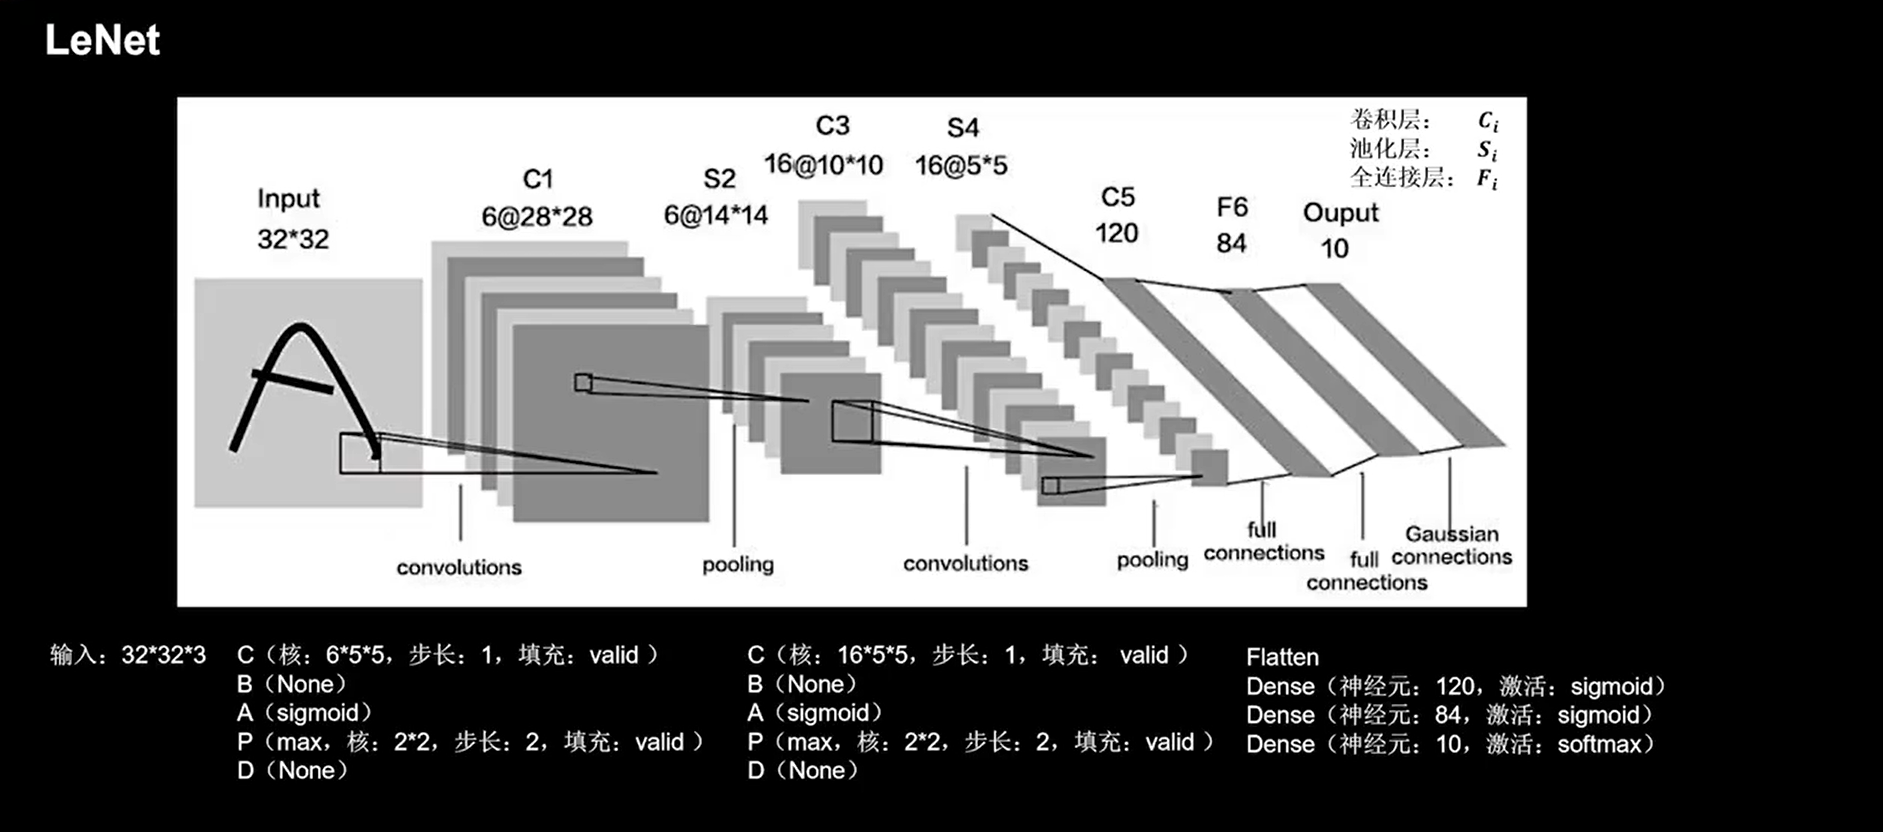 LeNet
卷积层： Cᵢ
池化层： Sᵢ
全连接层： Fᵢ
Input
32*32
C1
6@28*28
S2
6@14*14
C3
16@10*10
S4
16@5*5
C5
120
F6
84
Ouput
10
convolutions
pooling
convolutions
pooling
full
connections
full
connections
Gaussian
connections
输入：32*32*3
C（核：6*5*5，步长：1，填充：valid ）
B（None）
A（sigmoid）
P（max，核：2*2，步长：2，填充：valid ）
D（None）
C（核：16*5*5，步长：1，填充： valid ）
B（None）
A（sigmoid）
P（max，核：2*2，步长：2，填充：valid ）
D（None）
Flatten
Dense（神经元：120，激活：sigmoid）
Dense（神经元：84，激活：sigmoid）
Dense（神经元：10，激活：softmax）